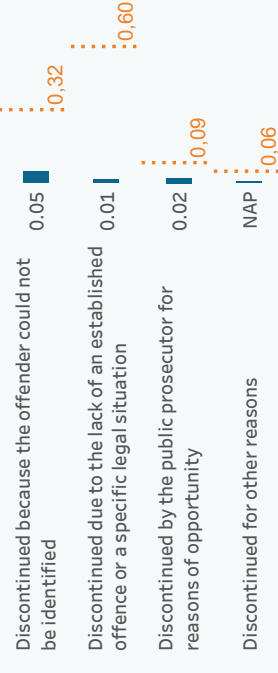 0,32
0.05
Discontinued because the offender could not
be identified
0,60
0.01
Discontinued due to the lack of an established
offence or a specific legal situation
0,09
0.02
Discontinued by the public prosecutor for
reasons of opportunity
0,06
NAP
Discontinued for other reasons